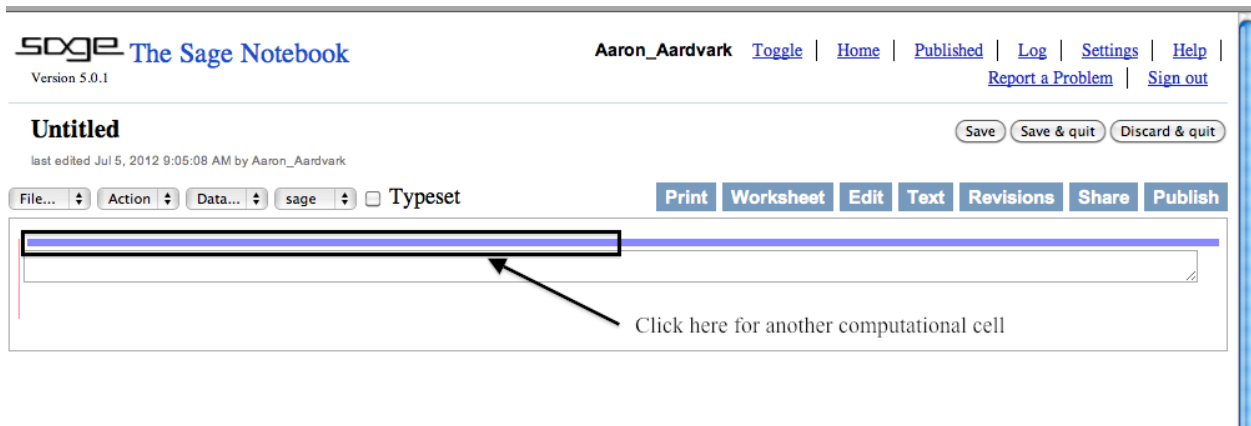 sage The Sage Notebook
Version 5.0.1
Aaron_Aardvark Toggle | Home | Published | Log | Settings | Help |
Report a Problem | Sign out
Untitled
last edited Jul 5, 2012 9:05:08 AM by Aaron_Aardvark
Save Save & quit Discard & quit
File... Action Data... sage Typeset
Print Worksheet Edit Text Revisions Share Publish
Click here for another computational cell